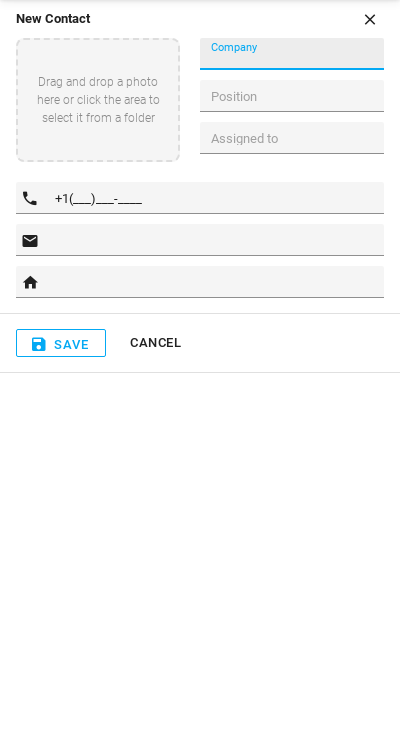 New Contact
Drag and drop a photo
here or click the area to
select it from a folder
Company
Position
Assigned to
+1(___)___-____
SAVE
CANCEL